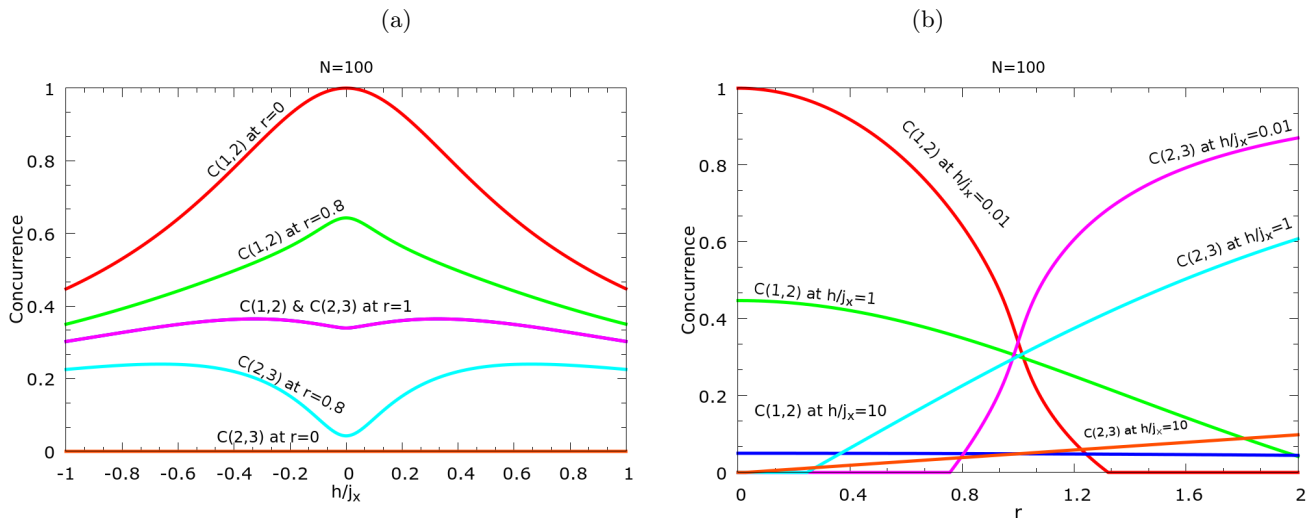 (a)
N=100
1
0.8
0.6
0.4
0.2
0
Concurrence
-1 -0.8 -0.6 -0.4 -0.2 0 0.2 0.4 0.6 0.8 1
h/jx
C(1,2) at r=0
C(1,2) at r=0.8
C(1,2) & C(2,3) at r=1
C(2,3) at r=0.8
C(2,3) at r=0
(b)
N=100
1
0.8
0.6
0.4
0.2
0
Concurrence
0 0.4 0.8 1.2 1.6 2
r
C(1,2) at h/jx=0.01
C(2,3) at h/jx=0.01
C(2,3) at h/jx=1
C(1,2) at h/jx=1
C(1,2) at h/jx=10
C(2,3) at h/jx=10